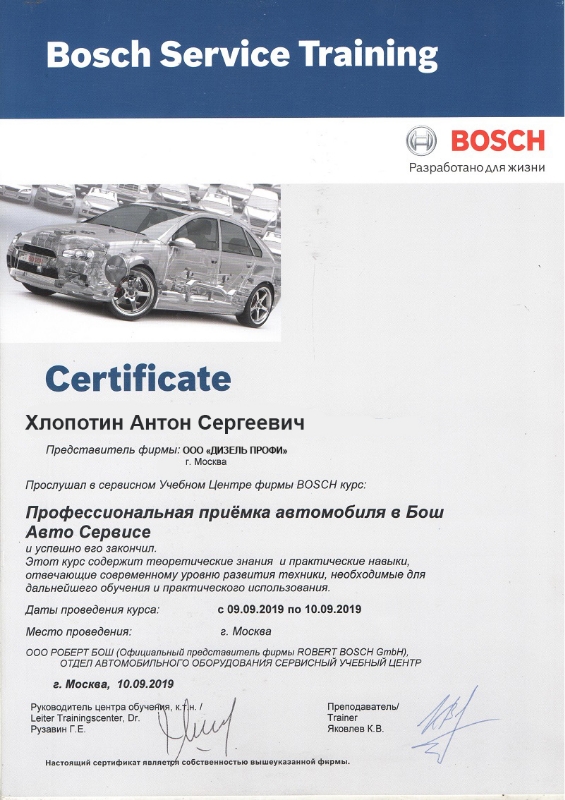 Bosch Service Training
BOSCH
Разработано для жизни
Certificate
Хлопотин Антон Сергеевич
Представитель фирмы: ООО «ДИЗЕЛЬ ПРОФИ»
г. Москва
Прослушал в сервисном Учебном Центре фирмы BOSCH курс:
Профессиональная приёмка автомобиля в Бош
Авто Сервисе
и успешно его закончил.
Этот курс содержит теоретические знания и практические навыки,
отвечающие современному уровню развития техники, необходимые для
дальнейшего обучения и практического использования.
Даты проведения курса: с 09.09.2019 по 10.09.2019
Место проведения: г. Москва
ООО РОБЕРТ БОШ (Официальный представитель фирмы ROBERT BOSCH GmbH),
ОТДЕЛ АВТОМОБИЛЬНОГО ОБОРУДОВАНИЯ СЕРВИСНЫЙ УЧЕБНЫЙ ЦЕНТР
г. Москва, 10.09.2019
Руководитель центра обучения, к.т.н. /
Leiter Trainingscenter, Dr.
Рузавин Г.Е.
Преподаватель/
Trainer
Яковлев К.В.
Настоящий сертификат является собственностью вышеуказанной фирмы.